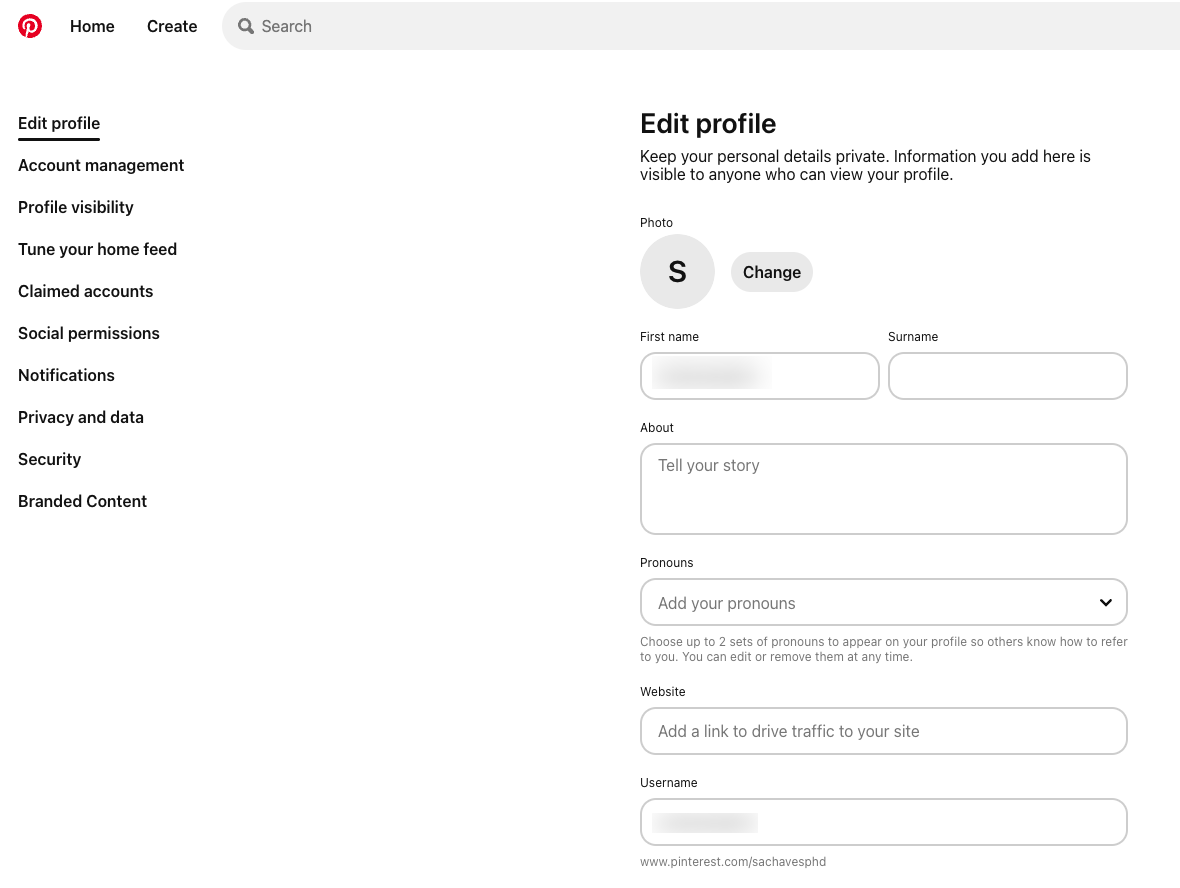 Home
Create
Search
Edit profile
Account management
Profile visibility
Tune your home feed
Claimed accounts
Social permissions
Notifications
Privacy and data
Security
Branded Content
Edit profile
Keep your personal details private. Information you add here is
visible to anyone who can view your profile.
Photo
S
Change
First name
Surname
About
Tell your story
Pronouns
Add your pronouns
Choose up to 2 sets of pronouns to appear on your profile so others know how to refer
to you. You can edit or remove them at any time.
Website
Add a link to drive traffic to your site
Username
www.pinterest.com/sachavesphd